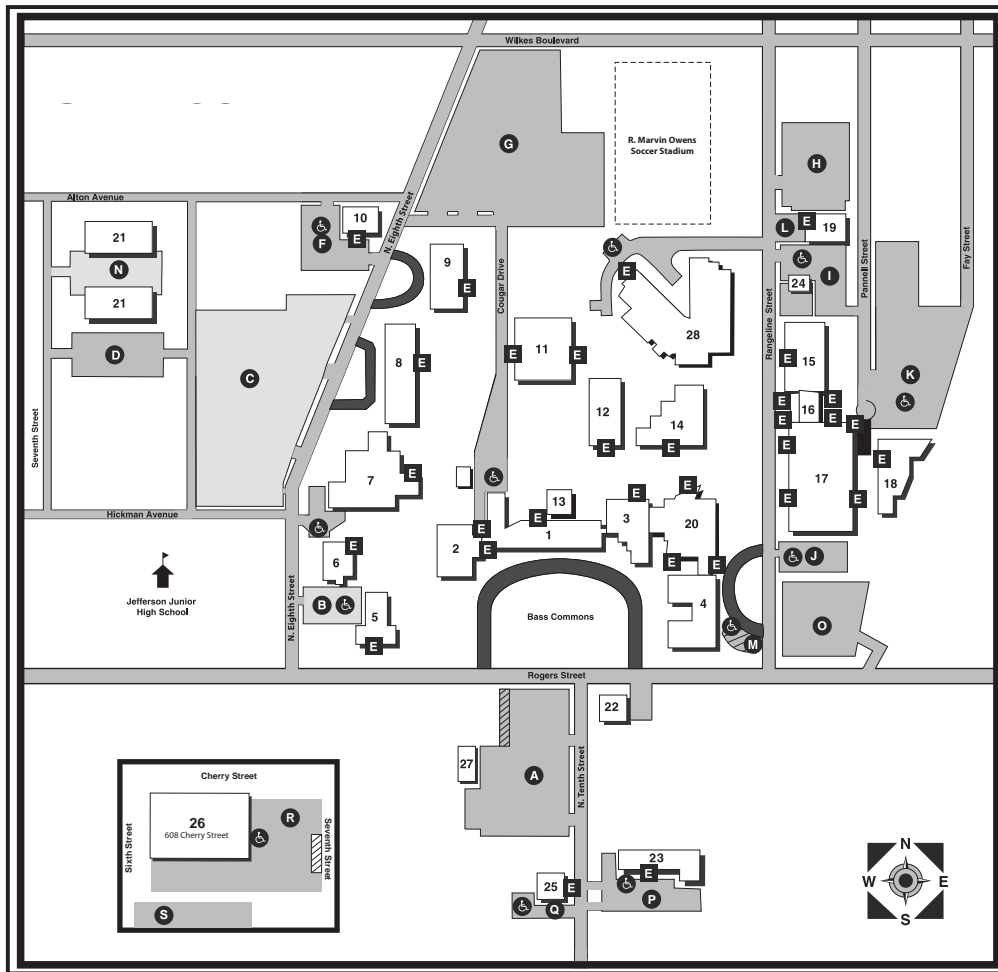 Wilkes Boulevard
G
R. Marvin Owens
Soccer Stadium
H
Alton Avenue
10
E
F
N. Eighth Street
L
E
19
21
N
21
9
E
Cougar Drive
E
28
Rangeline Street
I
24
Pannell Street
Fay Street
D
C
8
E
E
11
E
E
15
K
12
E
14
E
E
16
E
E
E
E
Seventh Street
7
E
E
17
E
18
E
E
13
E
E
3
E
20
Hickman Avenue
6
E
2
E
E
1
E
E
J
Jefferson Junior
High School
N. Eighth Street
B
5
E
Bass Commons
4
M
O
Rogers Street
22
27
A
N. Tenth Street
Cherry Street
26
608 Cherry Street
R
Sixth Street
Seventh Street
S
25
E
Q
23
E
P
N
W
E
S